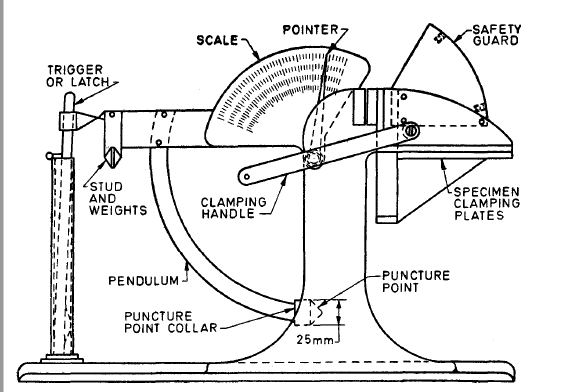 SCALE
POINTER
SAFETY
GUARD
TRIGGER
OR LATCH
STUD
AND
WEIGHTS
CLAMPING
HANDLE
SPECIMEN
CLAMPING
PLATES
PENDULUM
PUNCTURE
POINT
PUNCTURE
POINT COLLAR
25mm